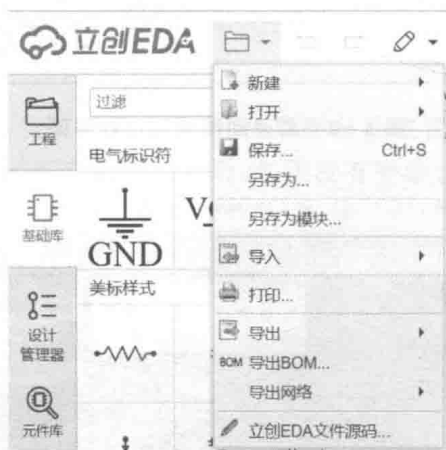 立创EDA
过滤
工程
电气标识符
基础库
GND
美标样式
设计
管理器
元件库
新建
打开
保存... Ctrl+S
另存为...
另存为模块...
导入
打印...
导出
BOM 导出BOM...
导出网络
立创EDA文件源码...